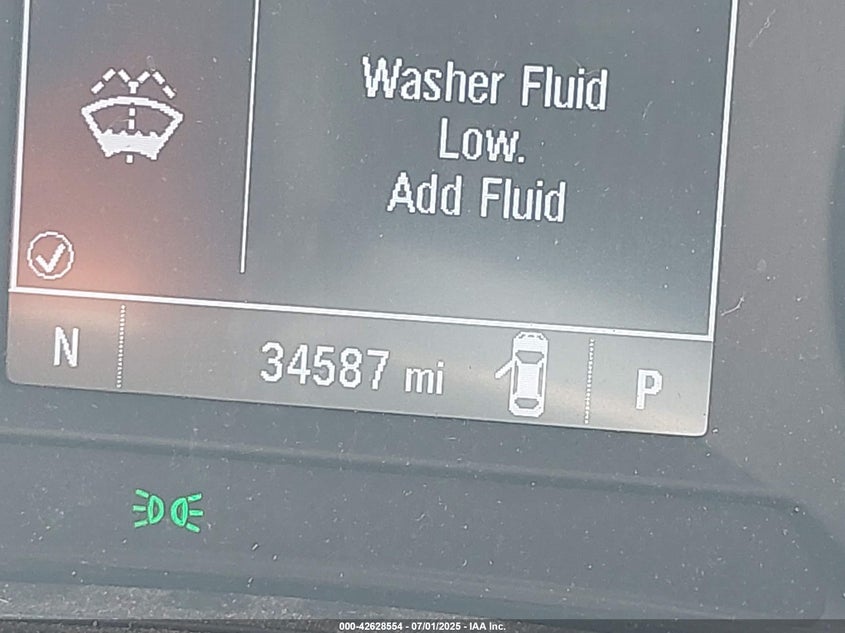 Washer Fluid
Low.
Add Fluid
N 34587 mi P
000-42628554 - 07/01/2025 - IAA Inc.